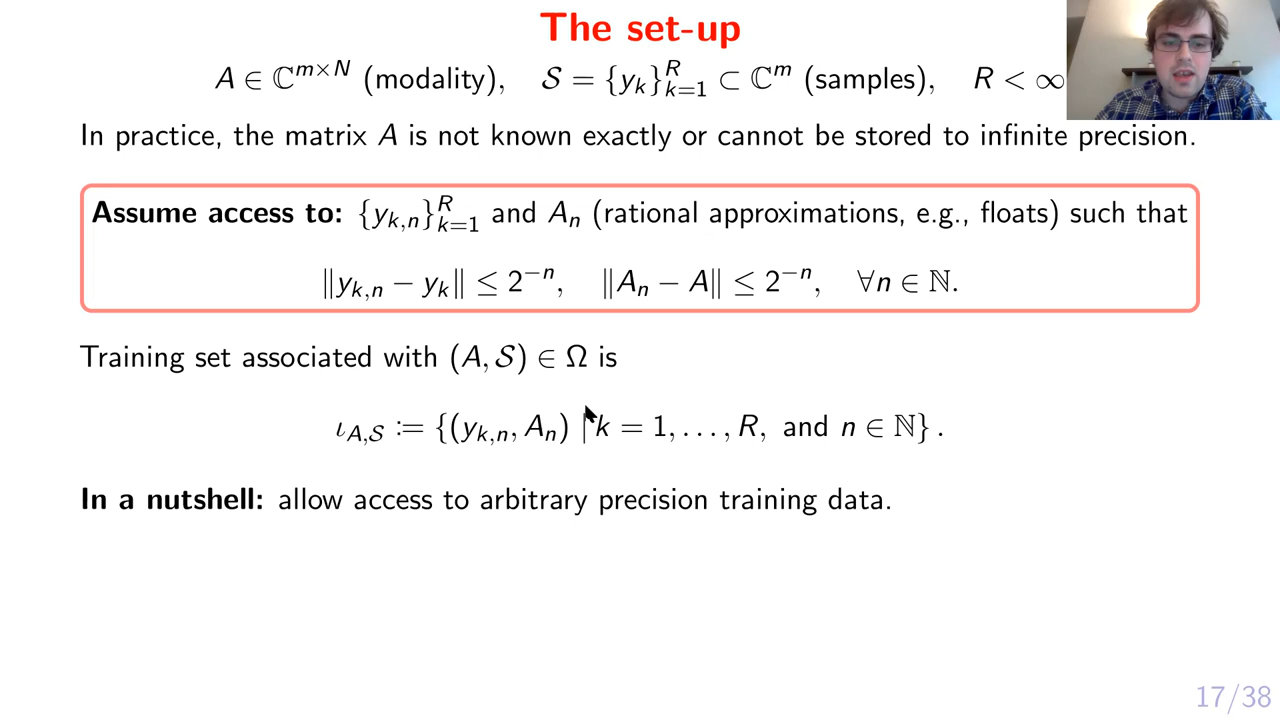 The set-up
A ∈ ℂ^{m×N} (modality), 𝒮 = {y_k}_{k=1}^R ⊂ ℂ^m (samples), R < ∞
In practice, the matrix A is not known exactly or cannot be stored to infinite precision.
Assume access to: {y_{k,n}}_{k=1}^R and A_n (rational approximations, e.g., floats) such that
‖y_{k,n} − y_k‖ ≤ 2^{−n}, ‖A_n − A‖ ≤ 2^{−n}, ∀n ∈ ℕ.
Training set associated with (A, 𝒮) ∈ Ω is
ι_{A,𝒮} := {(y_{k,n}, A_n) | k = 1, . . . , R, and n ∈ ℕ} .
In a nutshell: allow access to arbitrary precision training data.
17/38